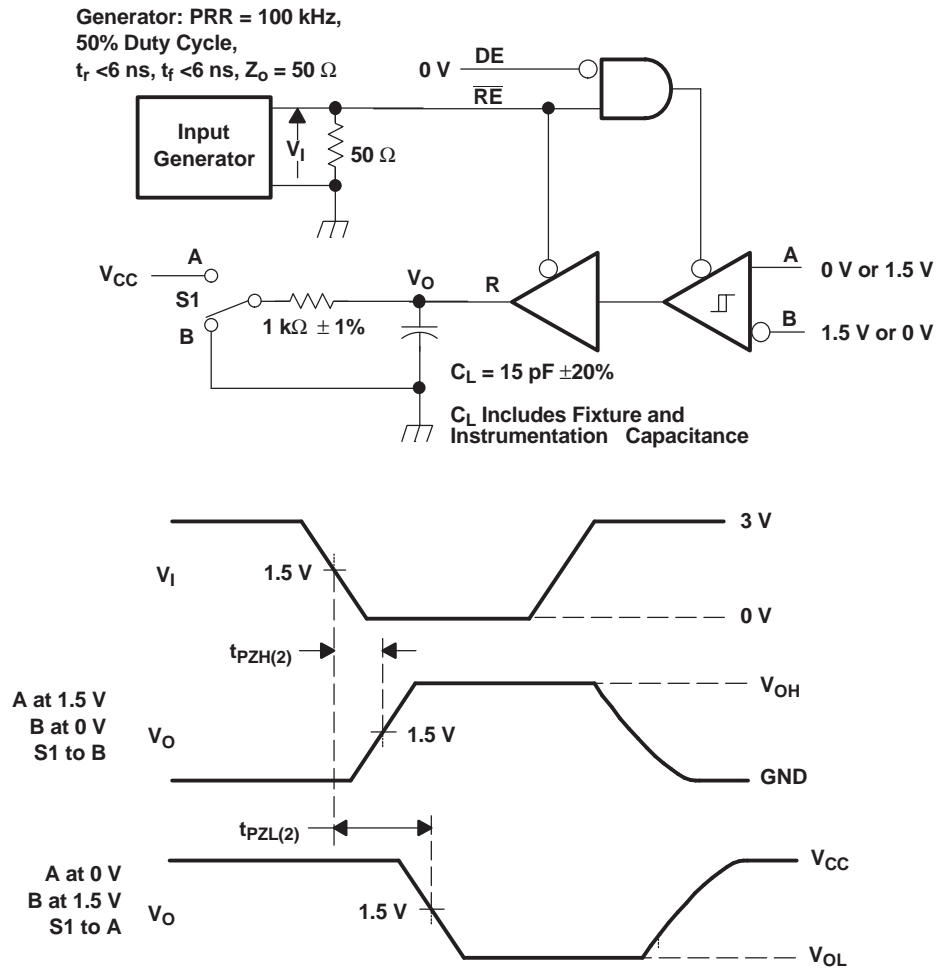 Generator: PRR = 100 kHz,
50% Duty Cycle,
tr <6 ns, tf <6 ns, Zo = 50 Ω
0 V
DE
R̅E̅
Input
Generator
VI
50 Ω
VCC
A
S1
B
1 kΩ ± 1%
VO
R
CL = 15 pF ±20%
CL Includes Fixture and
Instrumentation Capacitance
A
0 V or 1.5 V
B
1.5 V or 0 V
VI
1.5 V
3 V
0 V
tPZH(2)
A at 1.5 V
B at 0 V
S1 to B
VO
1.5 V
VOH
GND
tPZL(2)
A at 0 V
B at 1.5 V
S1 to A
VO
1.5 V
VCC
VOL